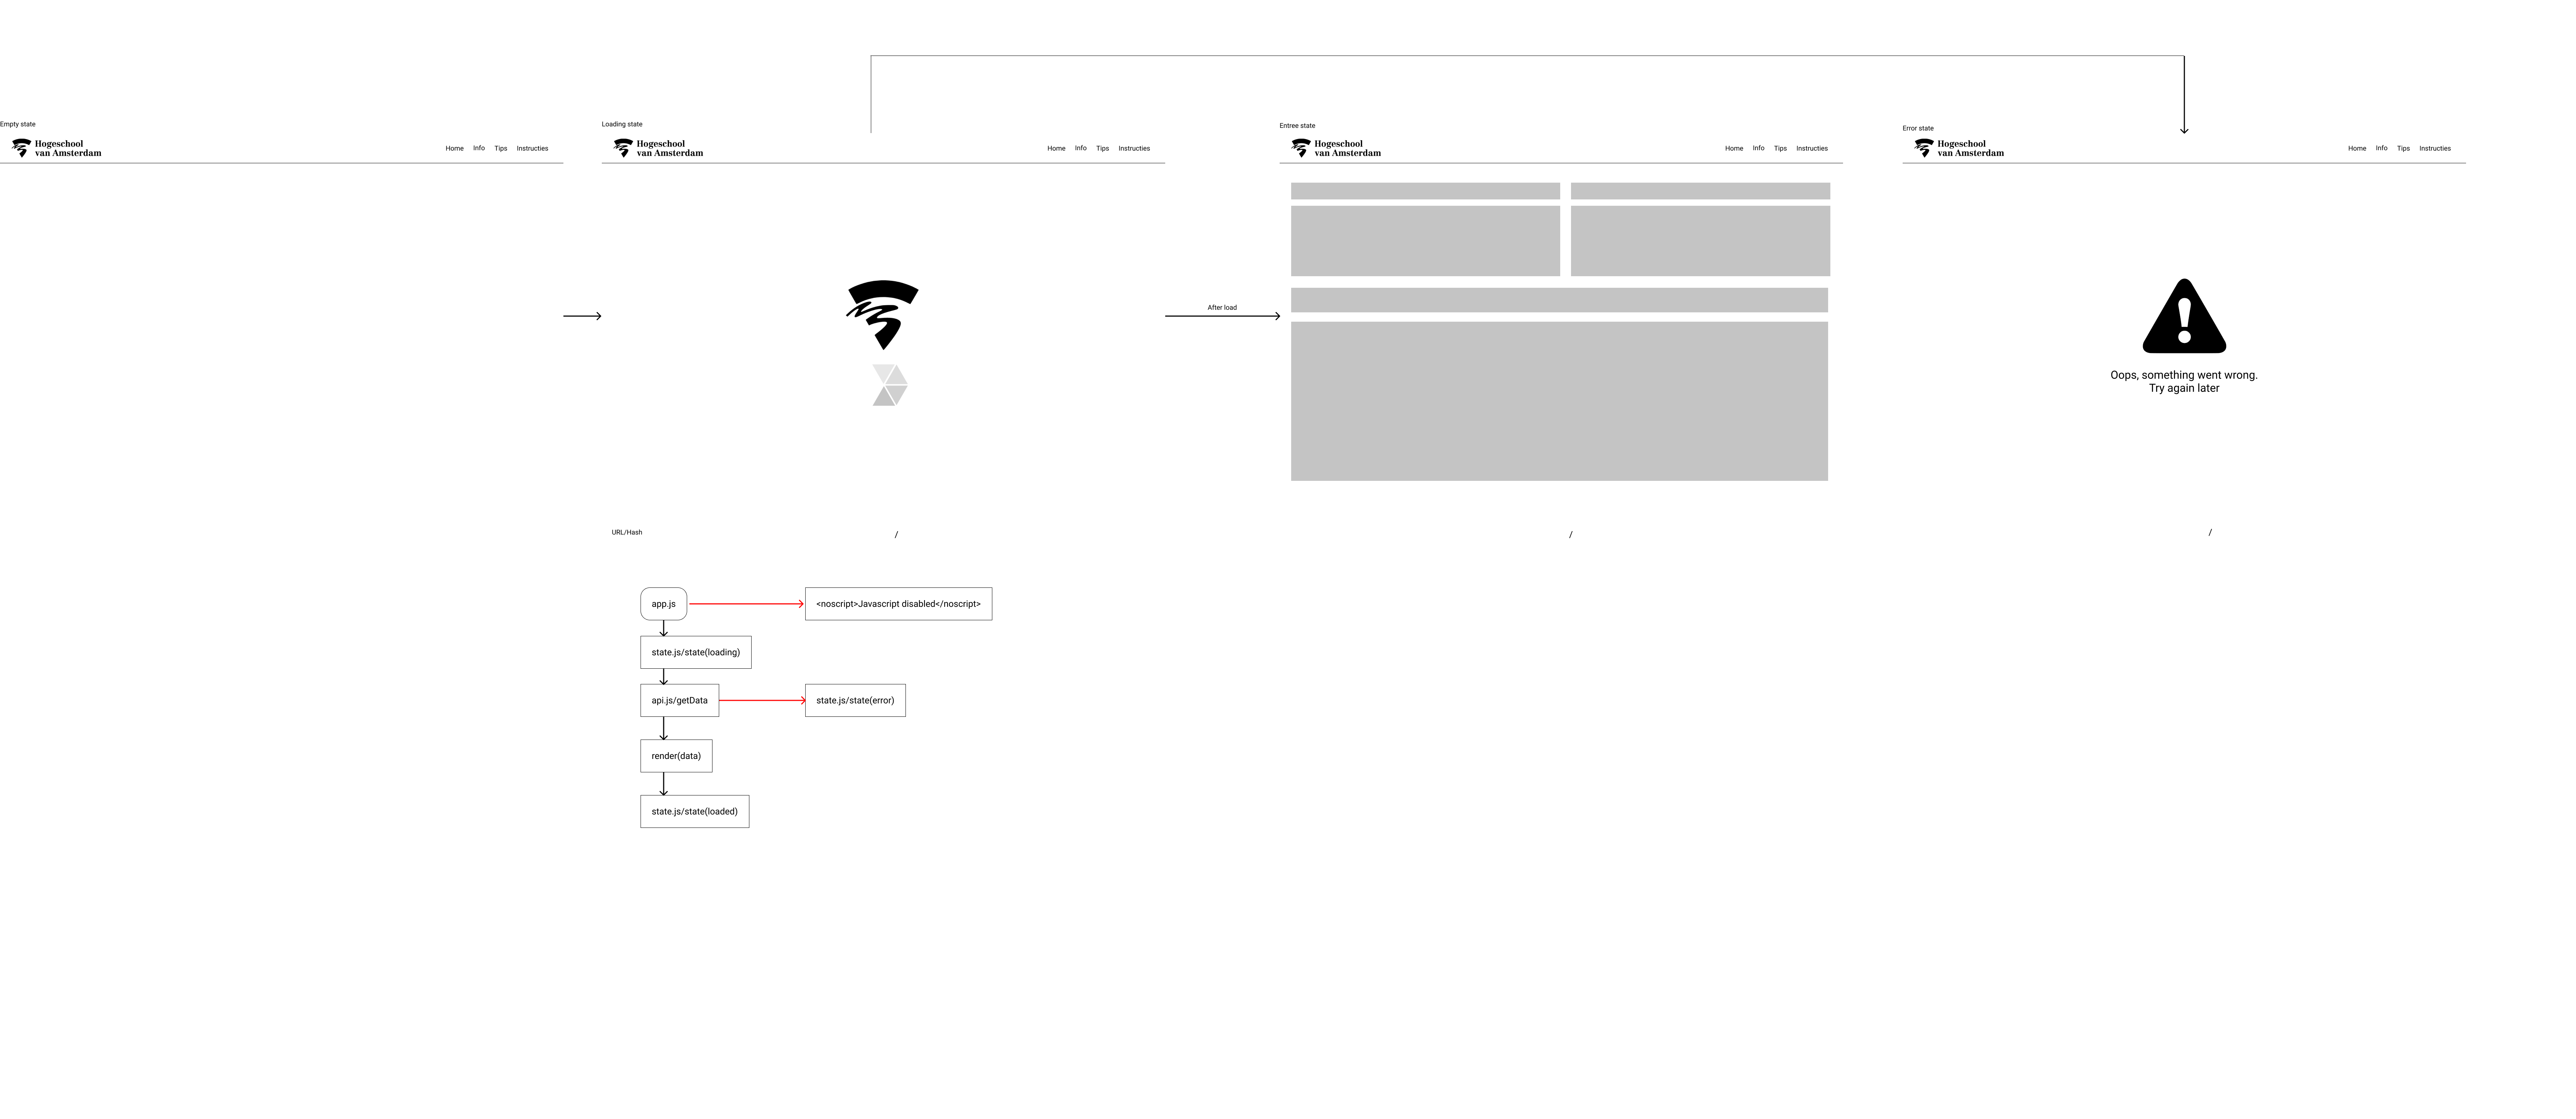 Empty state
Hogeschool
van Amsterdam
Home Info Tips Instructies
Loading state
Hogeschool
van Amsterdam
Home Info Tips Instructies
After load
Entree state
Hogeschool
van Amsterdam
Home Info Tips Instructies
Error state
Hogeschool
van Amsterdam
Home Info Tips Instructies
Oops, something went wrong.
Try again later
URL/Hash
/
/
/
app.js
<noscript>Javascript disabled</noscript>
state.js/state(loading)
api.js/getData
state.js/state(error)
render(data)
state.js/state(loaded)